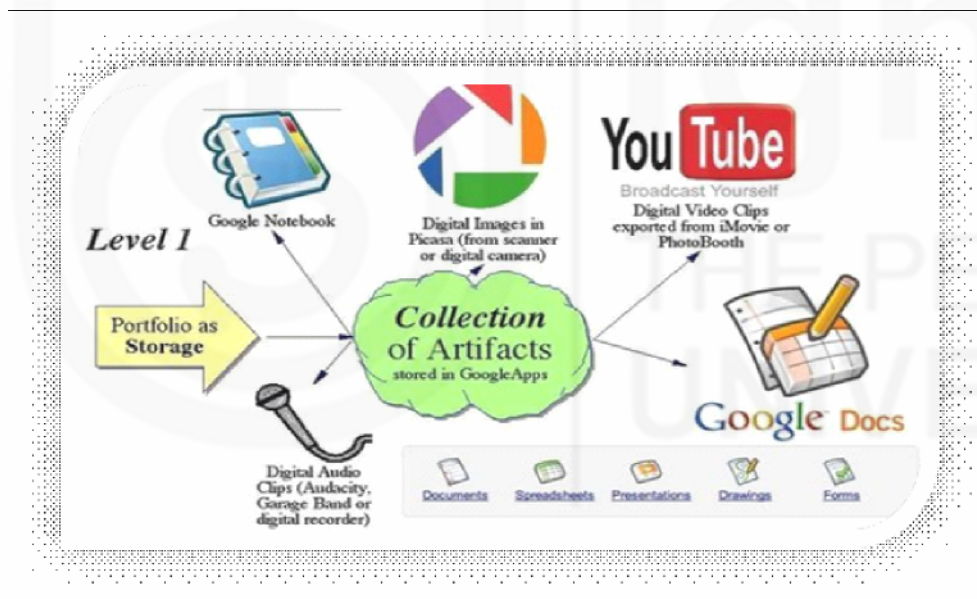 Google Notebook
Digital Images in
Picasa (from scanner
or digital camera)
You Tube
Broadcast Yourself
Digital Video Clips
exported from iMovie or
PhotoBooth
Level 1
Portfolio as
Storage
Collection
of Artifacts
stored in GoogleApps
Google Docs
Digital Audio
Clips (Audacity,
Garage Band or
digital recorder)
Documents Spreadsheets Presentations Drawings Forms